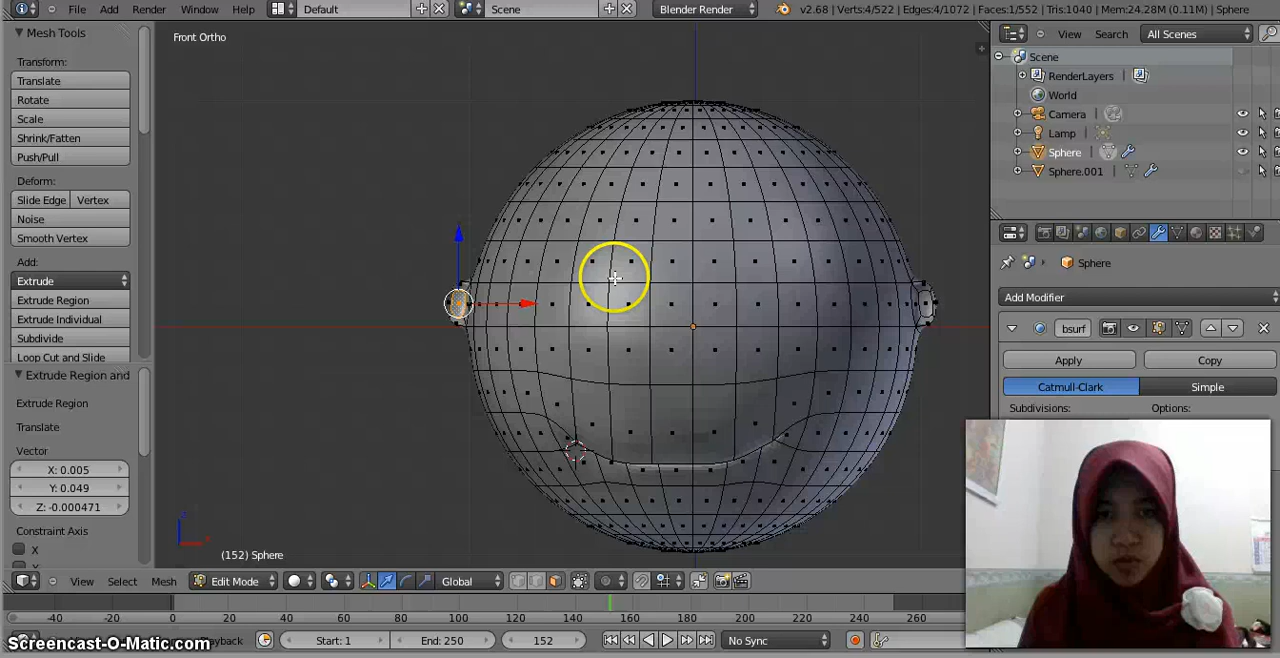 File Add Render Window Help Default Scene Blender Render v2.68 | Verts:4/522 | Edges:4/1072 | Faces:1/552 | Tris:1040 | Mem:24.28M (0.11M) | Sphere
Mesh Tools
Transform:
Translate
Rotate
Scale
Shrink/Fatten
Push/Pull
Deform:
Slide Edge Vertex
Noise
Smooth Vertex
Add:
Extrude
Extrude Region
Extrude Individual
Subdivide
Loop Cut and Slide
Extrude Region and
Extrude Region
Translate
Vector
X: 0.005
Y: 0.049
Z: -0.000471
Constraint Axis
X
Front Ortho
(152) Sphere
View Search All Scenes
Scene
RenderLayers
World
Camera
Lamp
Sphere
Sphere.001
Sphere
Add Modifier
bsurf
Apply Copy
Catmull-Clark Simple
Subdivisions: Options:
View Select Mesh Edit Mode Global
-40 -20 0 20 40 60 80 100 120 140 160 180 200 220 240 260
Playback Start: 1 End: 250 152 No Sync
Screencast-O-Matic.com